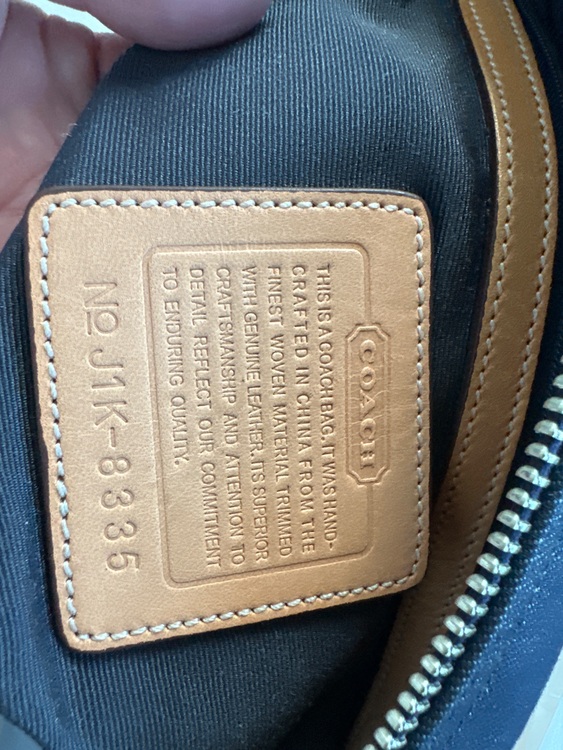 COACH
THIS IS A COACH BAG. IT WAS HAND-
CRAFTED IN CHINA FROM THE
FINEST WOVEN MATERIAL TRIMMED
WITH GENUINE LEATHER. ITS SUPERIOR
CRAFTSMANSHIP AND ATTENTION TO
DETAIL REFLECT OUR COMMITMENT
TO ENDURING QUALITY.
No J1K-8335